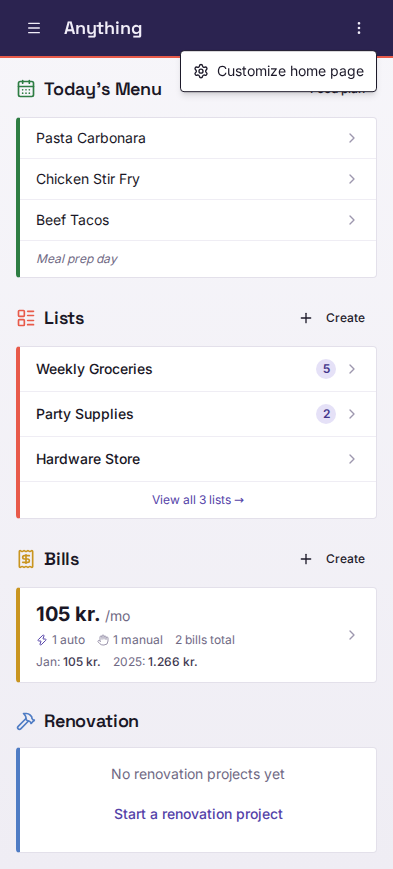 Anything
Customize home page
Today's Menu
Pasta Carbonara
Chicken Stir Fry
Beef Tacos
Meal prep day
Lists
Create
Weekly Groceries
5
Party Supplies
2
Hardware Store
View all 3 lists →
Bills
Create
105 kr. /mo
1 auto 1 manual 2 bills total
Jan: 105 kr. 2025: 1.266 kr.
Renovation
No renovation projects yet
Start a renovation project